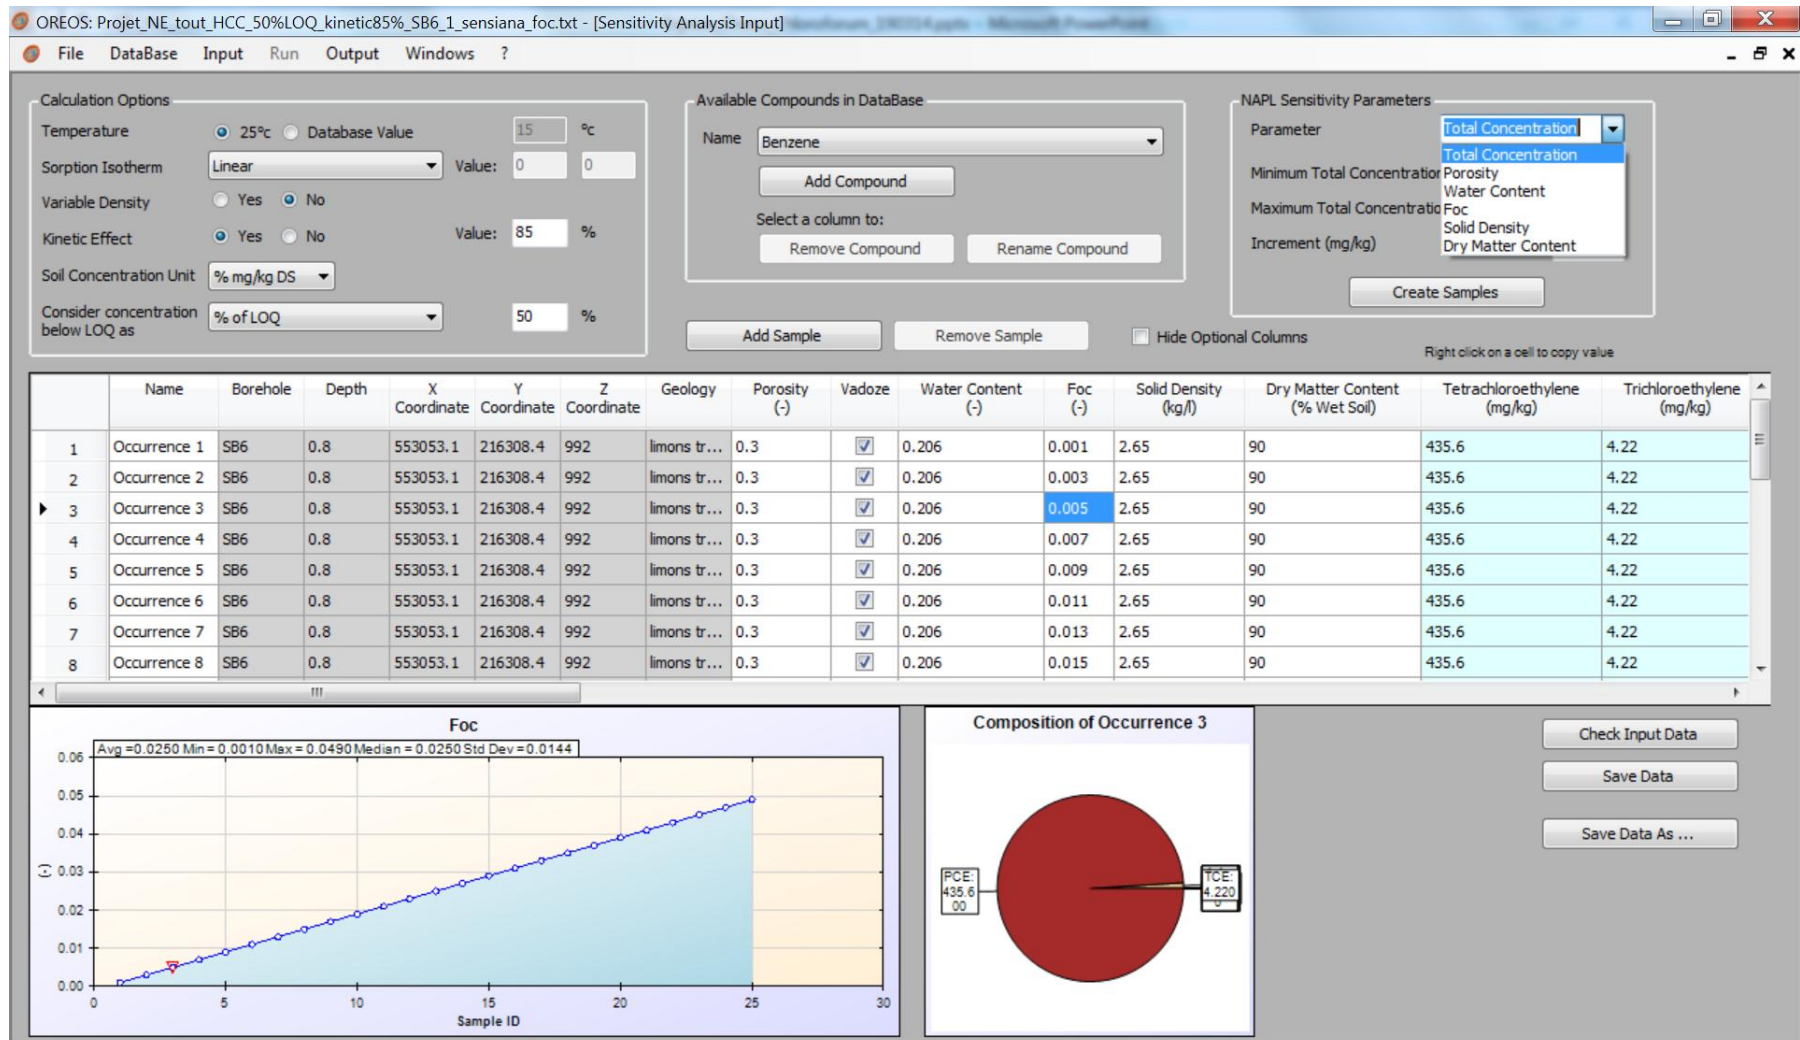 OREOS: Projet_NE_tout_HCC_50%LOQ_kinetic85%_SB6_1_sensiana_foc.txt - [Sensitivity Analysis Input]
File DataBase Input Run Output Windows ?
Calculation Options
Temperature 25°c Database Value 15 °c
Sorption Isotherm Linear Value: 0 0
Variable Density Yes No
Kinetic Effect Yes No Value: 85 %
Soil Concentration Unit % mg/kg DS
Consider concentration
below LOQ as % of LOQ 50 %
Available Compounds in DataBase
Name Benzene
Add Compound
Select a column to:
Remove Compound Rename Compound
NAPL Sensitivity Parameters
Parameter Total Concentration
Total Concentration
Minimum Total Concentration Porosity
Water Content
Maximum Total Concentratio Foc
Solid Density
Increment (mg/kg) Dry Matter Content
Create Samples
Add Sample Remove Sample Hide Optional Columns
Right click on a cell to copy value
Name Borehole Depth X Coordinate Y Coordinate Z Coordinate Geology Porosity (-) Vadoze Water Content (-) Foc (-) Solid Density (kg/l) Dry Matter Content (% Wet Soil) Tetrachloroethylene (mg/kg) Trichloroethylene (mg/kg)
1 Occurrence 1 SB6 0.8 553053.1 216308.4 992 limons tr... 0.3 0.206 0.001 2.65 90 435.6 4.22
2 Occurrence 2 SB6 0.8 553053.1 216308.4 992 limons tr... 0.3 0.206 0.003 2.65 90 435.6 4.22
3 Occurrence 3 SB6 0.8 553053.1 216308.4 992 limons tr... 0.3 0.206 0.005 2.65 90 435.6 4.22
4 Occurrence 4 SB6 0.8 553053.1 216308.4 992 limons tr... 0.3 0.206 0.007 2.65 90 435.6 4.22
5 Occurrence 5 SB6 0.8 553053.1 216308.4 992 limons tr... 0.3 0.206 0.009 2.65 90 435.6 4.22
6 Occurrence 6 SB6 0.8 553053.1 216308.4 992 limons tr... 0.3 0.206 0.011 2.65 90 435.6 4.22
7 Occurrence 7 SB6 0.8 553053.1 216308.4 992 limons tr... 0.3 0.206 0.013 2.65 90 435.6 4.22
8 Occurrence 8 SB6 0.8 553053.1 216308.4 992 limons tr... 0.3 0.206 0.015 2.65 90 435.6 4.22
Foc
Avg =0.0250 Min = 0.0010 Max = 0.0490 Median = 0.0250 Std Dev = 0.0144
0.06
0.05
0.04
(-) 0.03
0.02
0.01
0.00
0 5 10 15 20 25 30
Sample ID
Composition of Occurrence 3
PCE:
435.6
00
TCE:
4.220
Check Input Data
Save Data
Save Data As ...